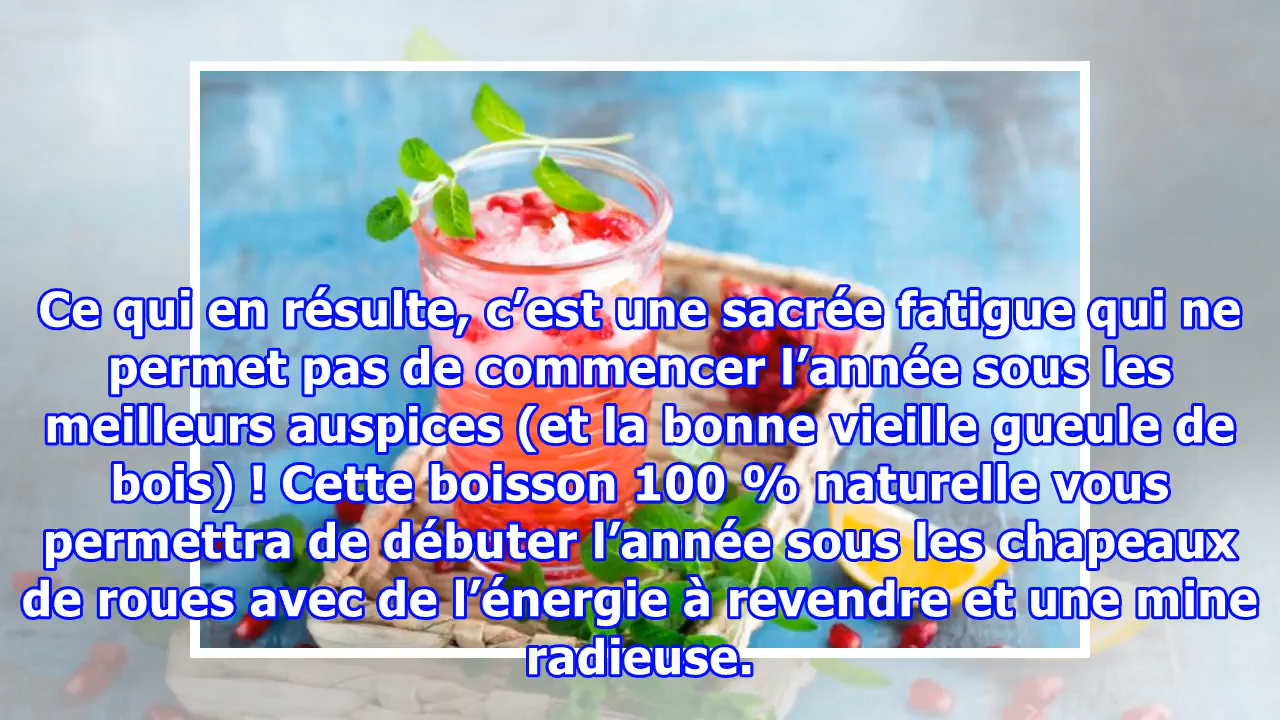 Ce qui en résulte, c’est une sacrée fatigue qui ne
permet pas de commencer l’année sous les
meilleurs auspices (et la bonne vieille gueule de
bois) ! Cette boisson 100 % naturelle vous
permettra de débuter l’année sous les chapeaux
de roues avec de l’énergie à revendre et une mine
radieuse.